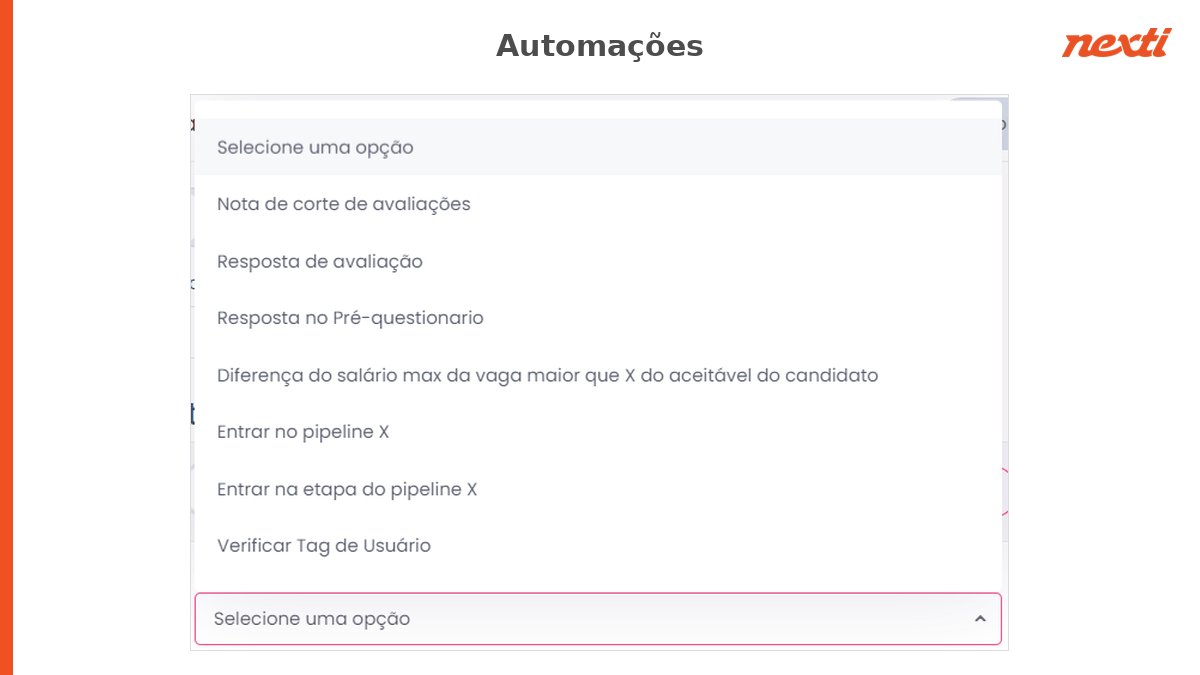 Automações
nexti
Selecione uma opção
Nota de corte de avaliações
Resposta de avaliação
Resposta no Pré-questionario
Diferença do salário max da vaga maior que X do aceitável do candidato
Entrar no pipeline X
Entrar na etapa do pipeline X
Verificar Tag de Usuário
Selecione uma opção